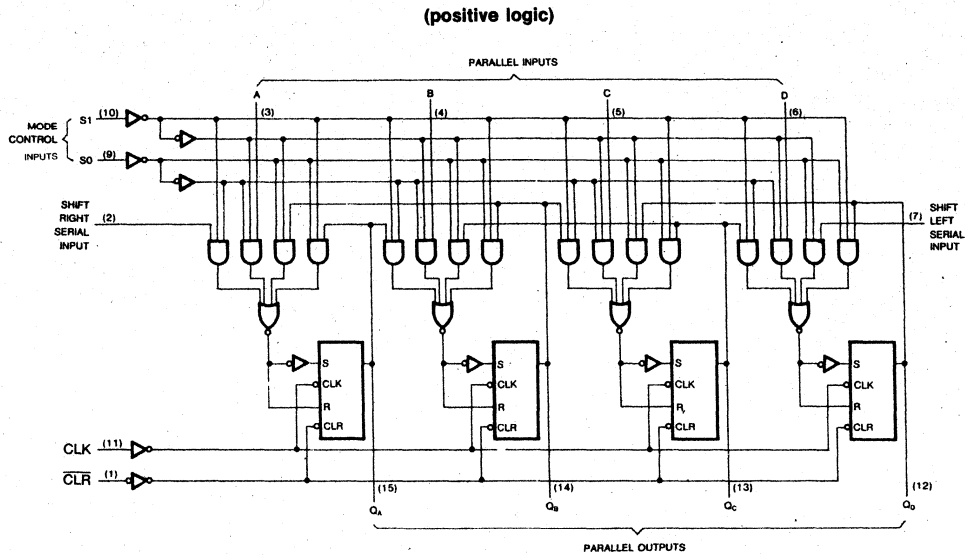 (positive logic)
PARALLEL INPUTS
A
B
C
D
(3)
(4)
(5)
(6)
MODE
CONTROL
INPUTS
S1
(10)
S0
(9)
SHIFT
RIGHT
SERIAL
INPUT
(2)
(7)
SHIFT
LEFT
SERIAL
INPUT
S
CLK
R
CLR
S
CLK
R
CLR
S
CLK
R
CLR
S
CLK
R
CLR
CLK
(11)
CLR
(1)
(15)
(14)
(13)
(12)
QA
QB
QC
QD
PARALLEL OUTPUTS